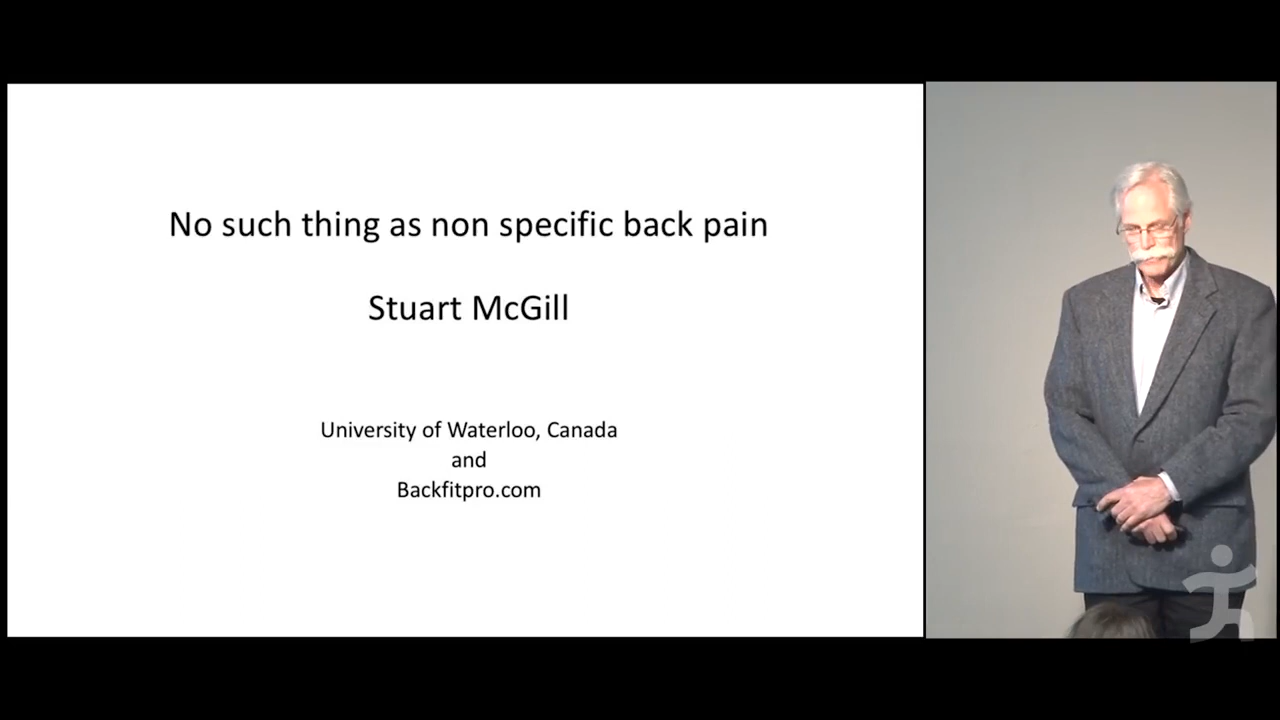 No such thing as non specific back pain
Stuart McGill
University of Waterloo, Canada
and
Backfitpro.com